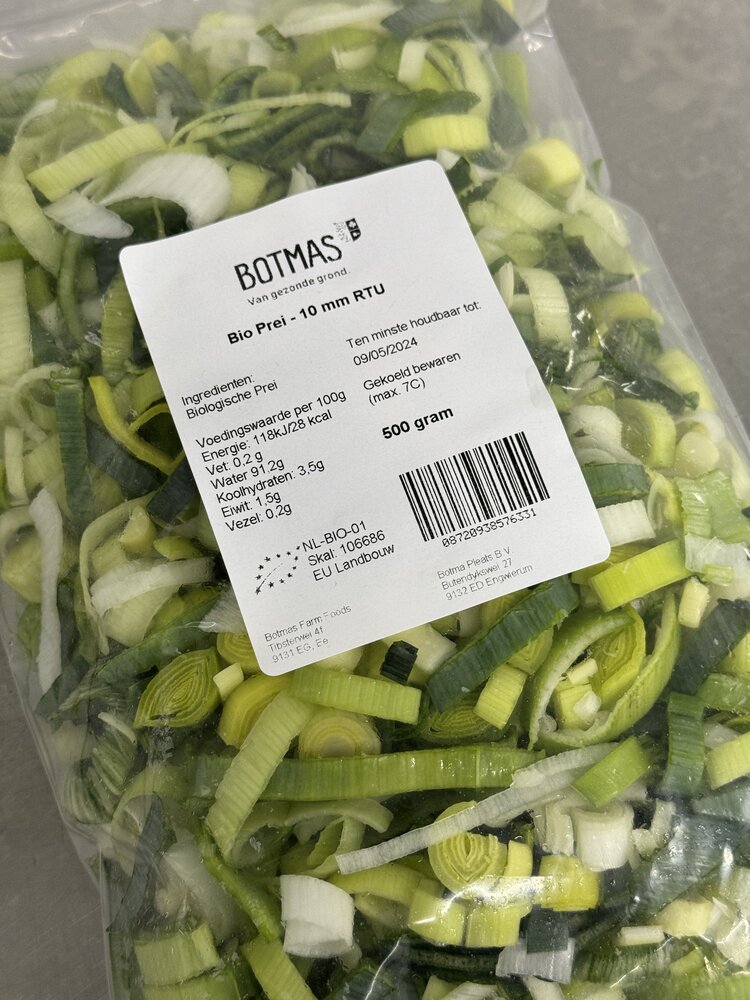 BOTMAS
Van gezonde grond.
Bio Prei - 10 mm RTU
Ingredienten:
Biologische Prei
Voedingswaarde per 100g
Energie: 118kJ/28 kcal
Vet: 0,2 g
Water 91,2g
Koolhydraten: 3,5g
Eiwit: 1,5g
Vezel: 0,2g
Ten minste houdbaar tot:
09/05/2024
Gekoeld bewaren
(max. 7C)
500 gram
08720938576331
NL-BIO-01
Skal: 106686
EU Landbouw
Botmas Farm Foods
Tibsterwei 4f
9131 EG, Ee
Botma Pleats B.V.
Butendykswei 27
9132 ED Engwierum